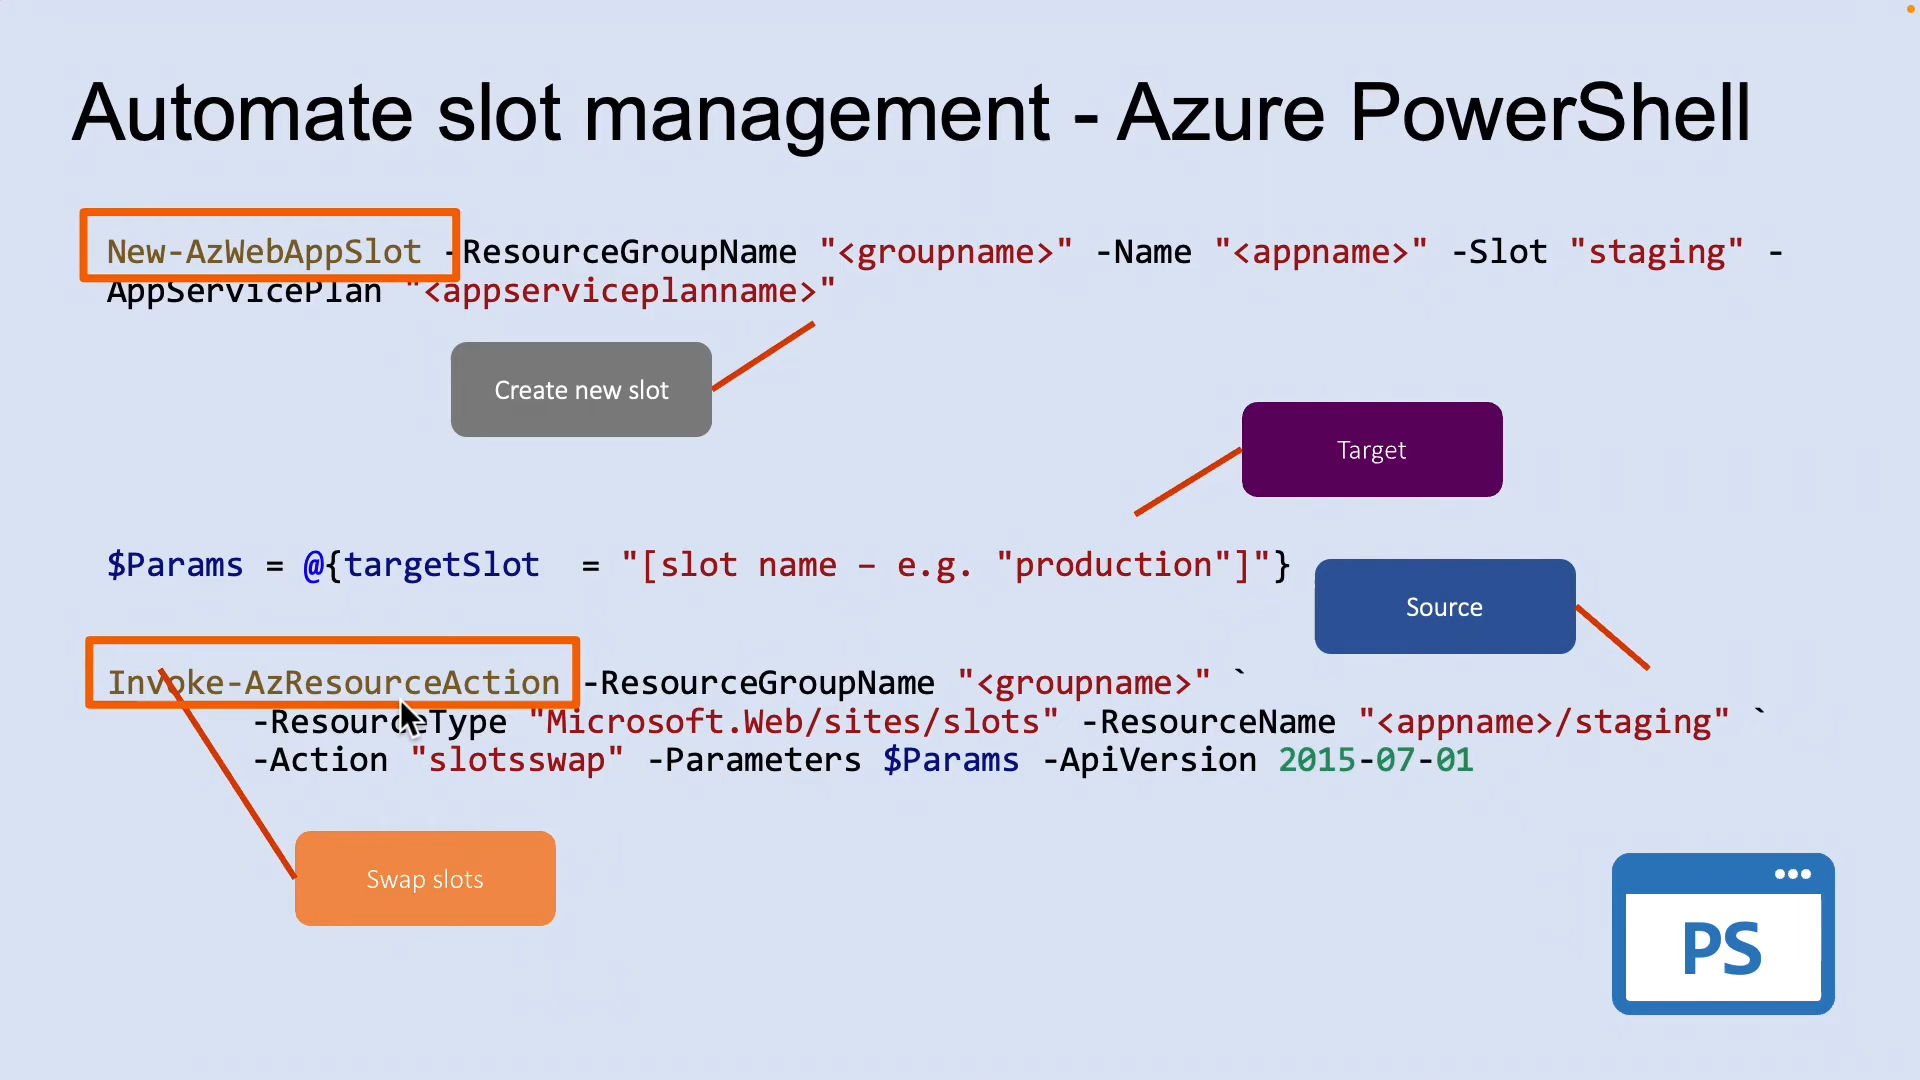 Automate slot management - Azure PowerShell
New-AzWebAppSlot -ResourceGroupName "<groupname>" -Name "<appname>" -Slot "staging" -
AppServicePlan "<appserviceplanname>"
Create new slot
Target
$Params = @{targetSlot  = "[slot name – e.g. "production"]"}
Source
Invoke-AzResourceAction -ResourceGroupName "<groupname>" `
-ResourceType "Microsoft.Web/sites/slots" -ResourceName "<appname>/staging" `
-Action "slotsswap" -Parameters $Params -ApiVersion 2015-07-01
Swap slots
PS